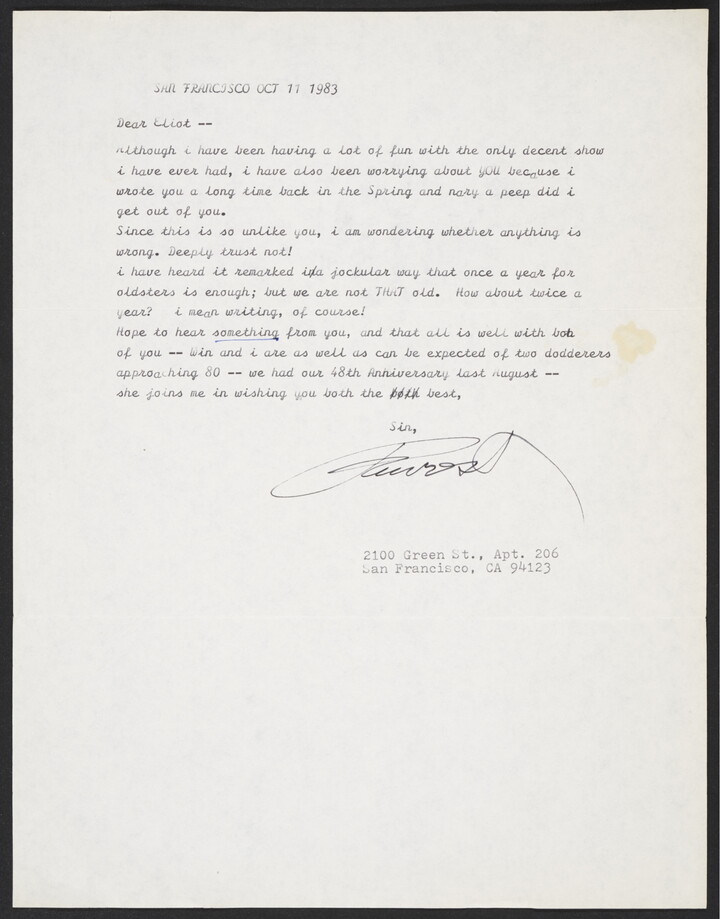 SAN FRANCISCO OCT 11 1983
Dear Eliot --
Although i have been having a lot of fun with the only decent show
i have ever had, i have also been worrying about YOU because i
wrote you a long time back in the Spring and nary a peep did i
get out of you.
Since this is so unlike you, i am wondering whether anything is
wrong. Deeply trust not!
i have heard it remarked i/a jockular way that once a year for
oldsters is enough; but we are not THAT old. How about twice a
year? i mean writing, of course!
Hope to hear something from you, and that all is well with both
of you -- Win and i are as well as can be expected of two dodderers
approaching 80 -- we had our 48th Anniversary last August --
she joins me in wishing you both the best,
Sin,
2100 Green St., Apt. 206
San Francisco, CA 94123